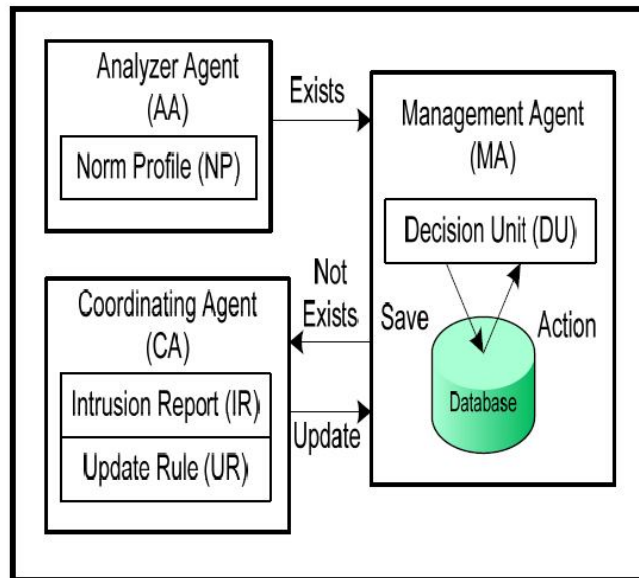 Analyzer Agent
(AA)
Norm Profile (NP)
Exists
Management Agent
(MA)
Decision Unit (DU)
Not
Exists
Save
Action
Database
Coordinating Agent
(CA)
Intrusion Report (IR)
Update Rule (UR)
Update